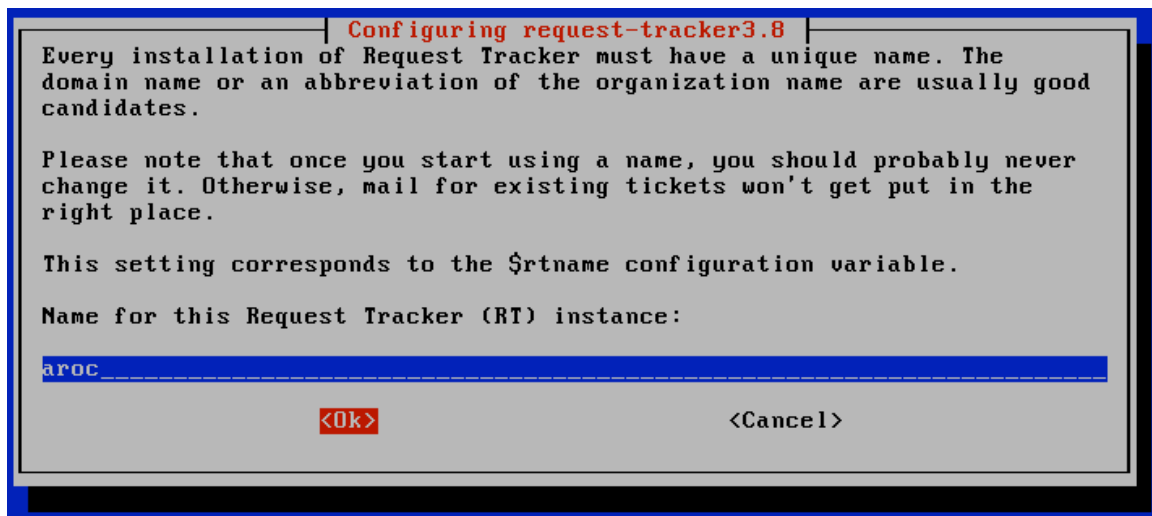 Configuring request-tracker3.8
Every installation of Request Tracker must have a unique name. The
domain name or an abbreviation of the organization name are usually good
candidates.
Please note that once you start using a name, you should probably never
change it. Otherwise, mail for existing tickets won't get put in the
right place.
This setting corresponds to the $rtname configuration variable.
Name for this Request Tracker (RT) instance:
aroc
<Ok> <Cancel>